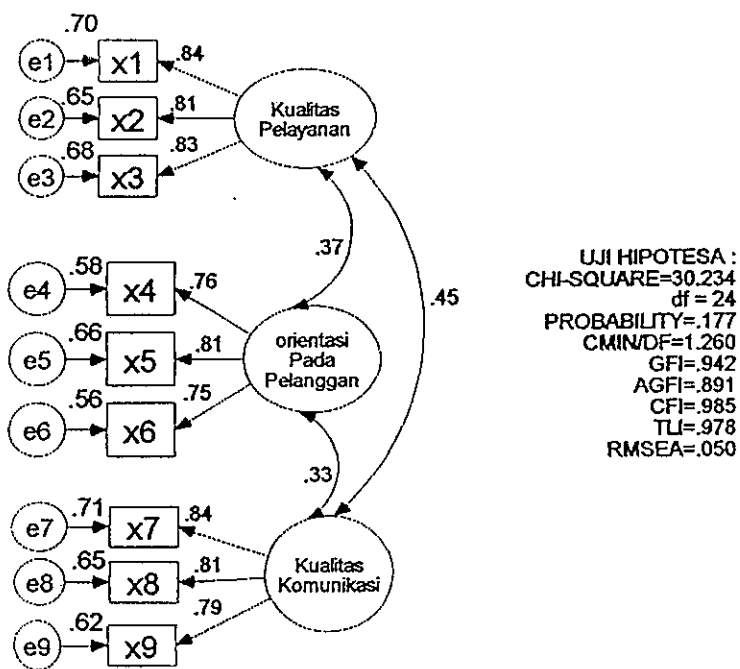 .70
e1 x1 .84
.65
e2 x2 .81
Kualitas
Pelayanan
.68
e3 x3 .83
.37
.45
.58
e4 x4 .76
.66
e5 x5 .81
orientasi
Pada
Pelanggan
.56
e6 x6 .75
.33
.71
e7 x7 .84
.65
e8 x8 .81
Kualitas
Komunikasi
.62
e9 x9 .79
UJI HIPOTESA :
CHI-SQUARE=30.234
df = 24
PROBABILITY=.177
CMIN/DF=1.260
GFI=.942
AGFI=.891
CFI=.985
TLI=.978
RMSEA=.050